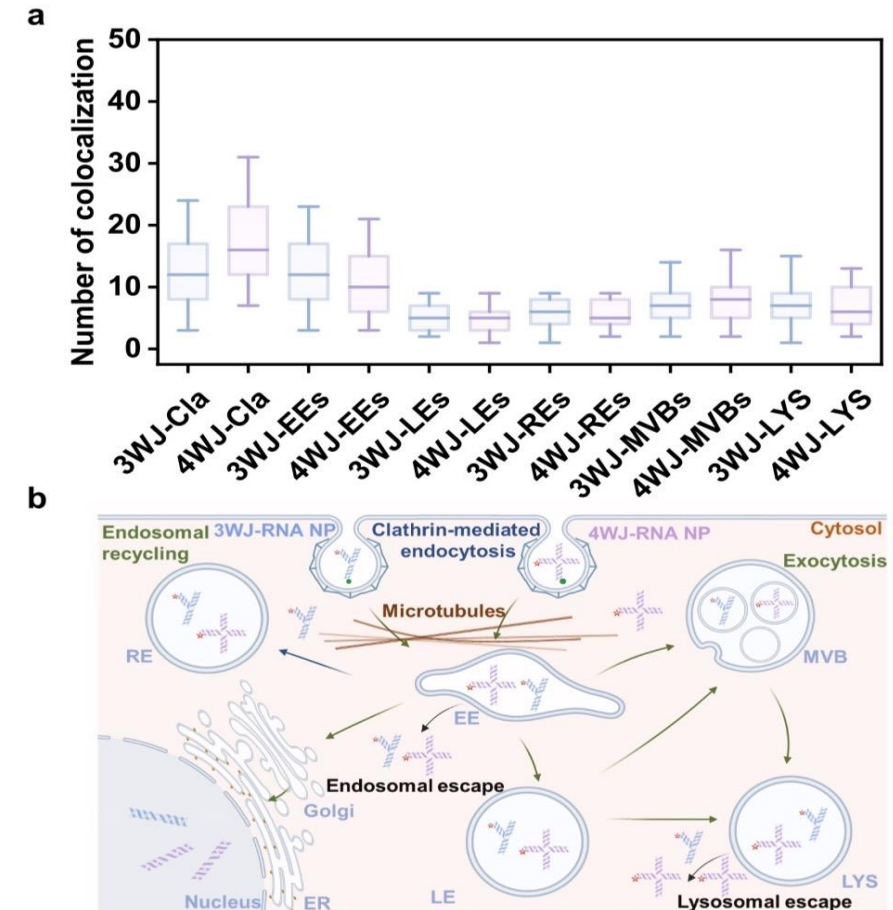 a
Number of colocalization
50
40
30
20
10
0
3WJ-Cla
4WJ-Cla
3WJ-EEs
4WJ-EEs
3WJ-LEs
4WJ-LEs
3WJ-REs
4WJ-REs
3WJ-MVBs
4WJ-MVBs
3WJ-LYS
4WJ-LYS
b
Endosomal
recycling
3WJ-RNA NP
Clathrin-mediated
endocytosis
4WJ-RNA NP
Cytosol
Exocytosis
Microtubules
RE
MVB
EE
Endosomal escape
Golgi
Nucleus
ER
LE
LYS
Lysosomal escape